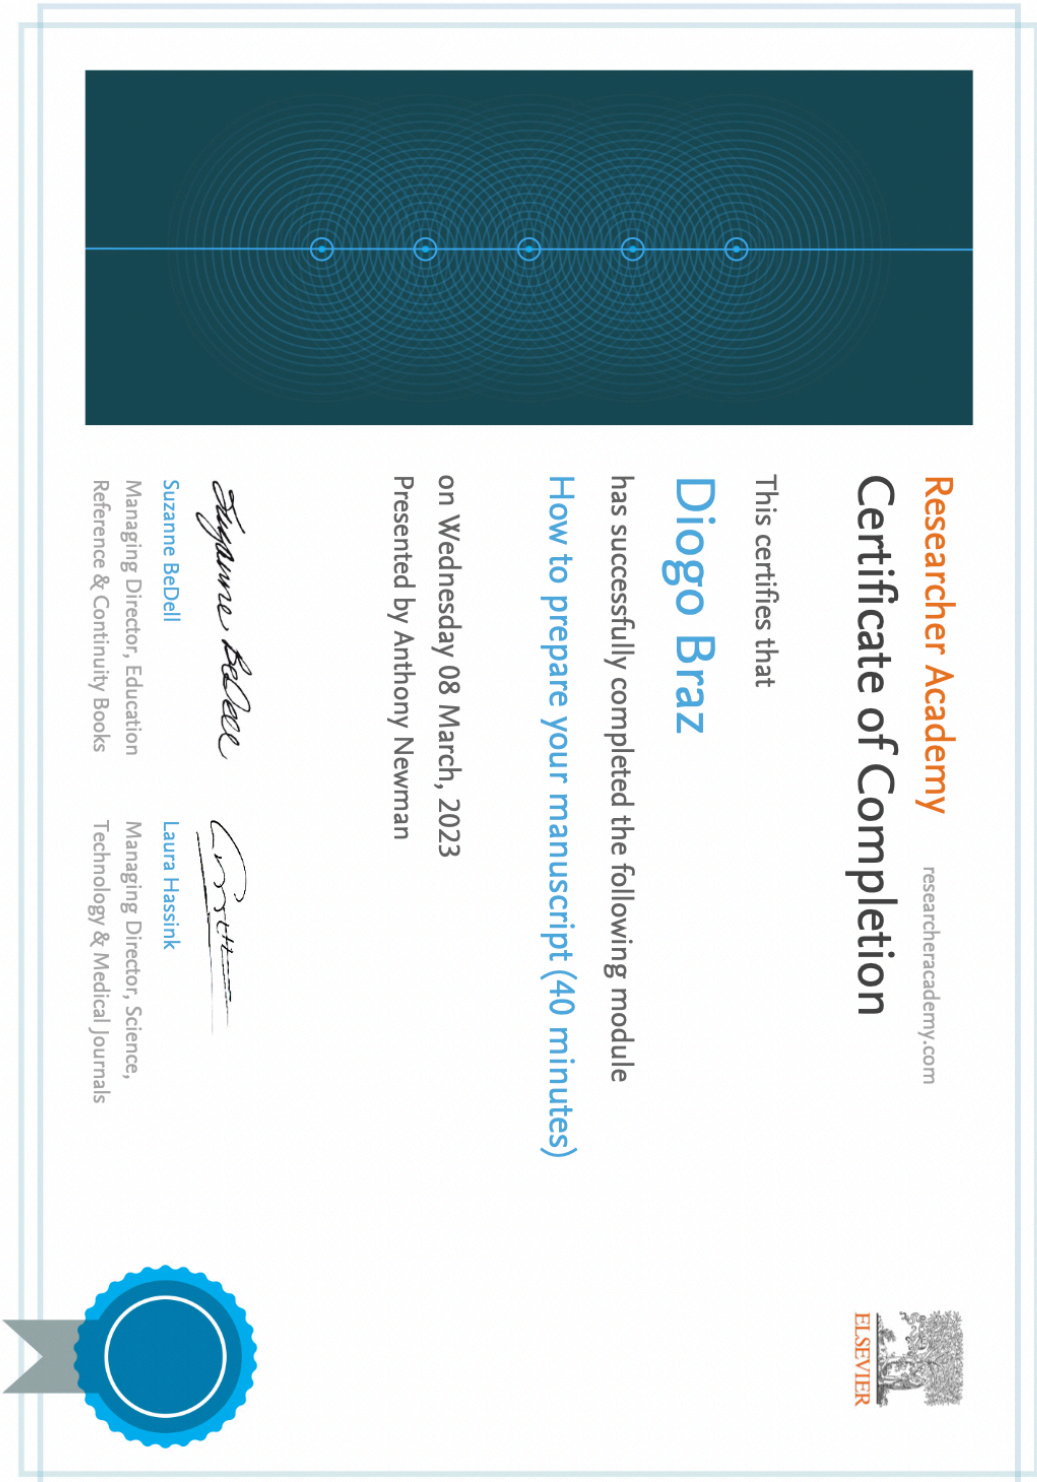 Researcher Academy researcheracademy.com
Certificate of Completion
This certifies that
Diogo Braz
has successfully completed the following module
How to prepare your manuscript (40 minutes)
on Wednesday 08 March, 2023
Presented by Anthony Newman
Suzanne BeDell
Suzanne BeDell
Managing Director, Education
Reference & Continuity Books
Laura Hassink
Managing Director, Science,
Technology & Medical Journals
ELSEVIER